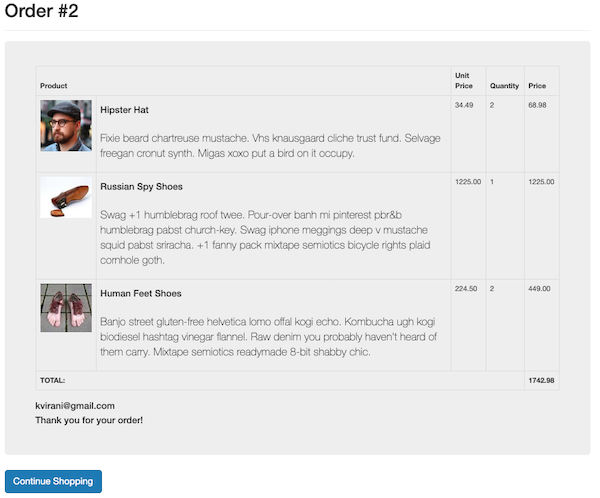 Order #2
Product
Unit
Price
Quantity
Price
Hipster Hat
34.49
2
68.98
Fixie beard chartreuse mustache. Vhs knausgaard cliche trust fund. Selvage
freegan cronut synth. Migas xoxo put a bird on it occupy.
Russian Spy Shoes
1225.00
1
1225.00
Swag +1 humblebrag roof twee. Pour-over banh mi pinterest pbr&b
humblebrag pabst church-key. Swag iphone meggings deep v mustache
squid pabst sriracha. +1 fanny pack mixtape semiotics bicycle rights plaid
cornhole goth.
Human Feet Shoes
224.50
2
449.00
Banjo street gluten-free helvetica lomo offal kogi echo. Kombucha ugh kogi
biodiesel hashtag vinegar flannel. Raw denim you probably haven't heard of
them carry. Mixtape semiotics readymade 8-bit shabby chic.
TOTAL:
1742.98
kvirani@gmail.com
Thank you for your order!
Continue Shopping